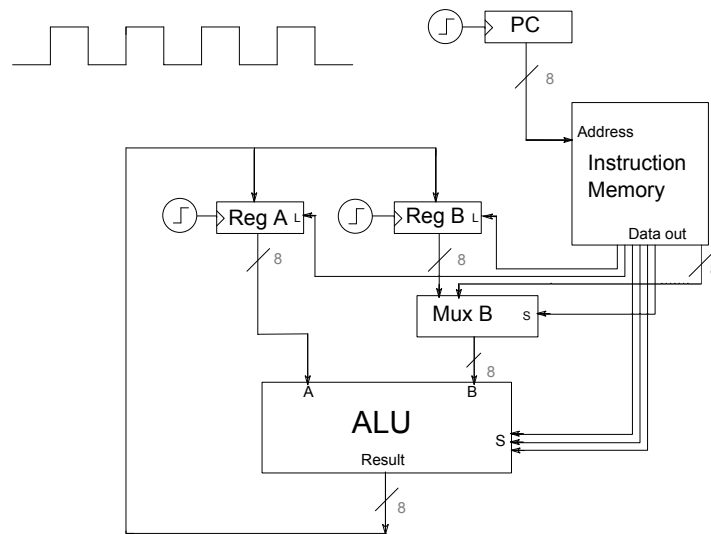 PC
8
Address
Instruction
Memory
Data out
Reg A L
Reg B L
8
8
Mux B S
8
A
B
ALU
S
Result
8